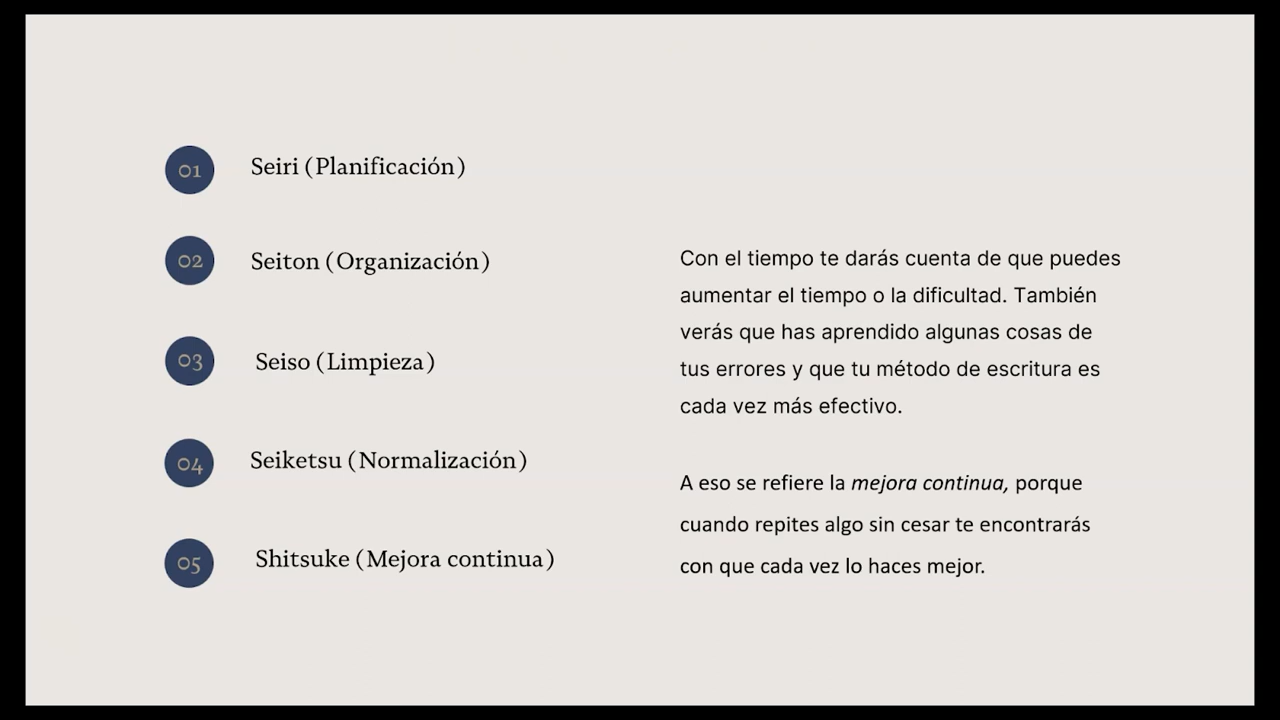 01 Seiri (Planificación)
02 Seiton (Organización)
03 Seiso (Limpieza)
04 Seiketsu (Normalización)
05 Shitsuke (Mejora continua)
Con el tiempo te darás cuenta de que puedes
aumentar el tiempo o la dificultad. También
verás que has aprendido algunas cosas de
tus errores y que tu método de escritura es
cada vez más efectivo.
A eso se refiere la mejora continua, porque
cuando repites algo sin cesar te encontrarás
con que cada vez lo haces mejor.